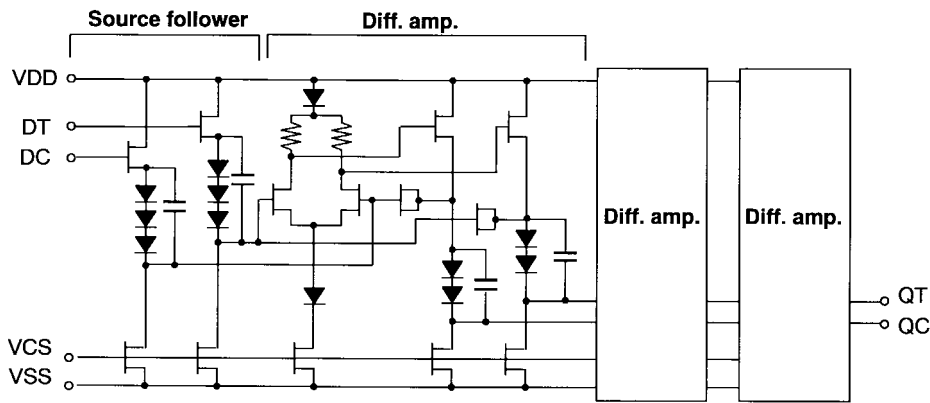 Source follower
Diff. amp.
VDD
DT
DC
Diff. amp.
Diff. amp.
QT
QC
VCS
VSS